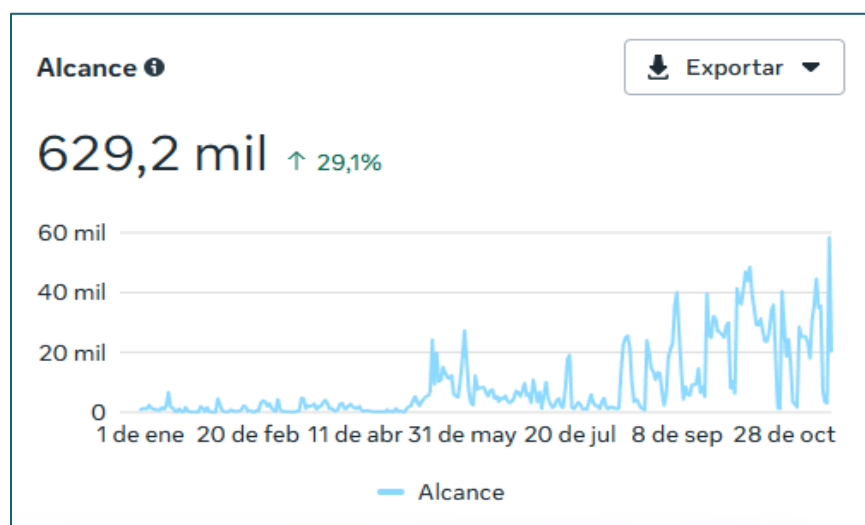 Alcance
Exportar
629,2 mil ↑ 29,1%
60 mil
40 mil
20 mil
0
1 de ene 20 de feb 11 de abr 31 de may 20 de jul 8 de sep 28 de oct
Alcance